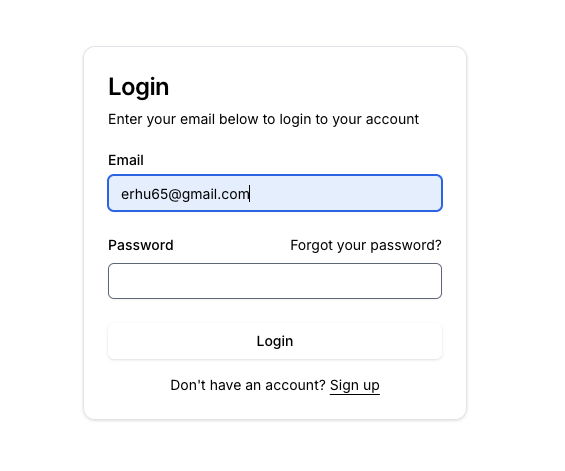 Login
Enter your email below to login to your account
Email
erhu65@gmail.com
Password Forgot your password?
Login
Don't have an account? Sign up